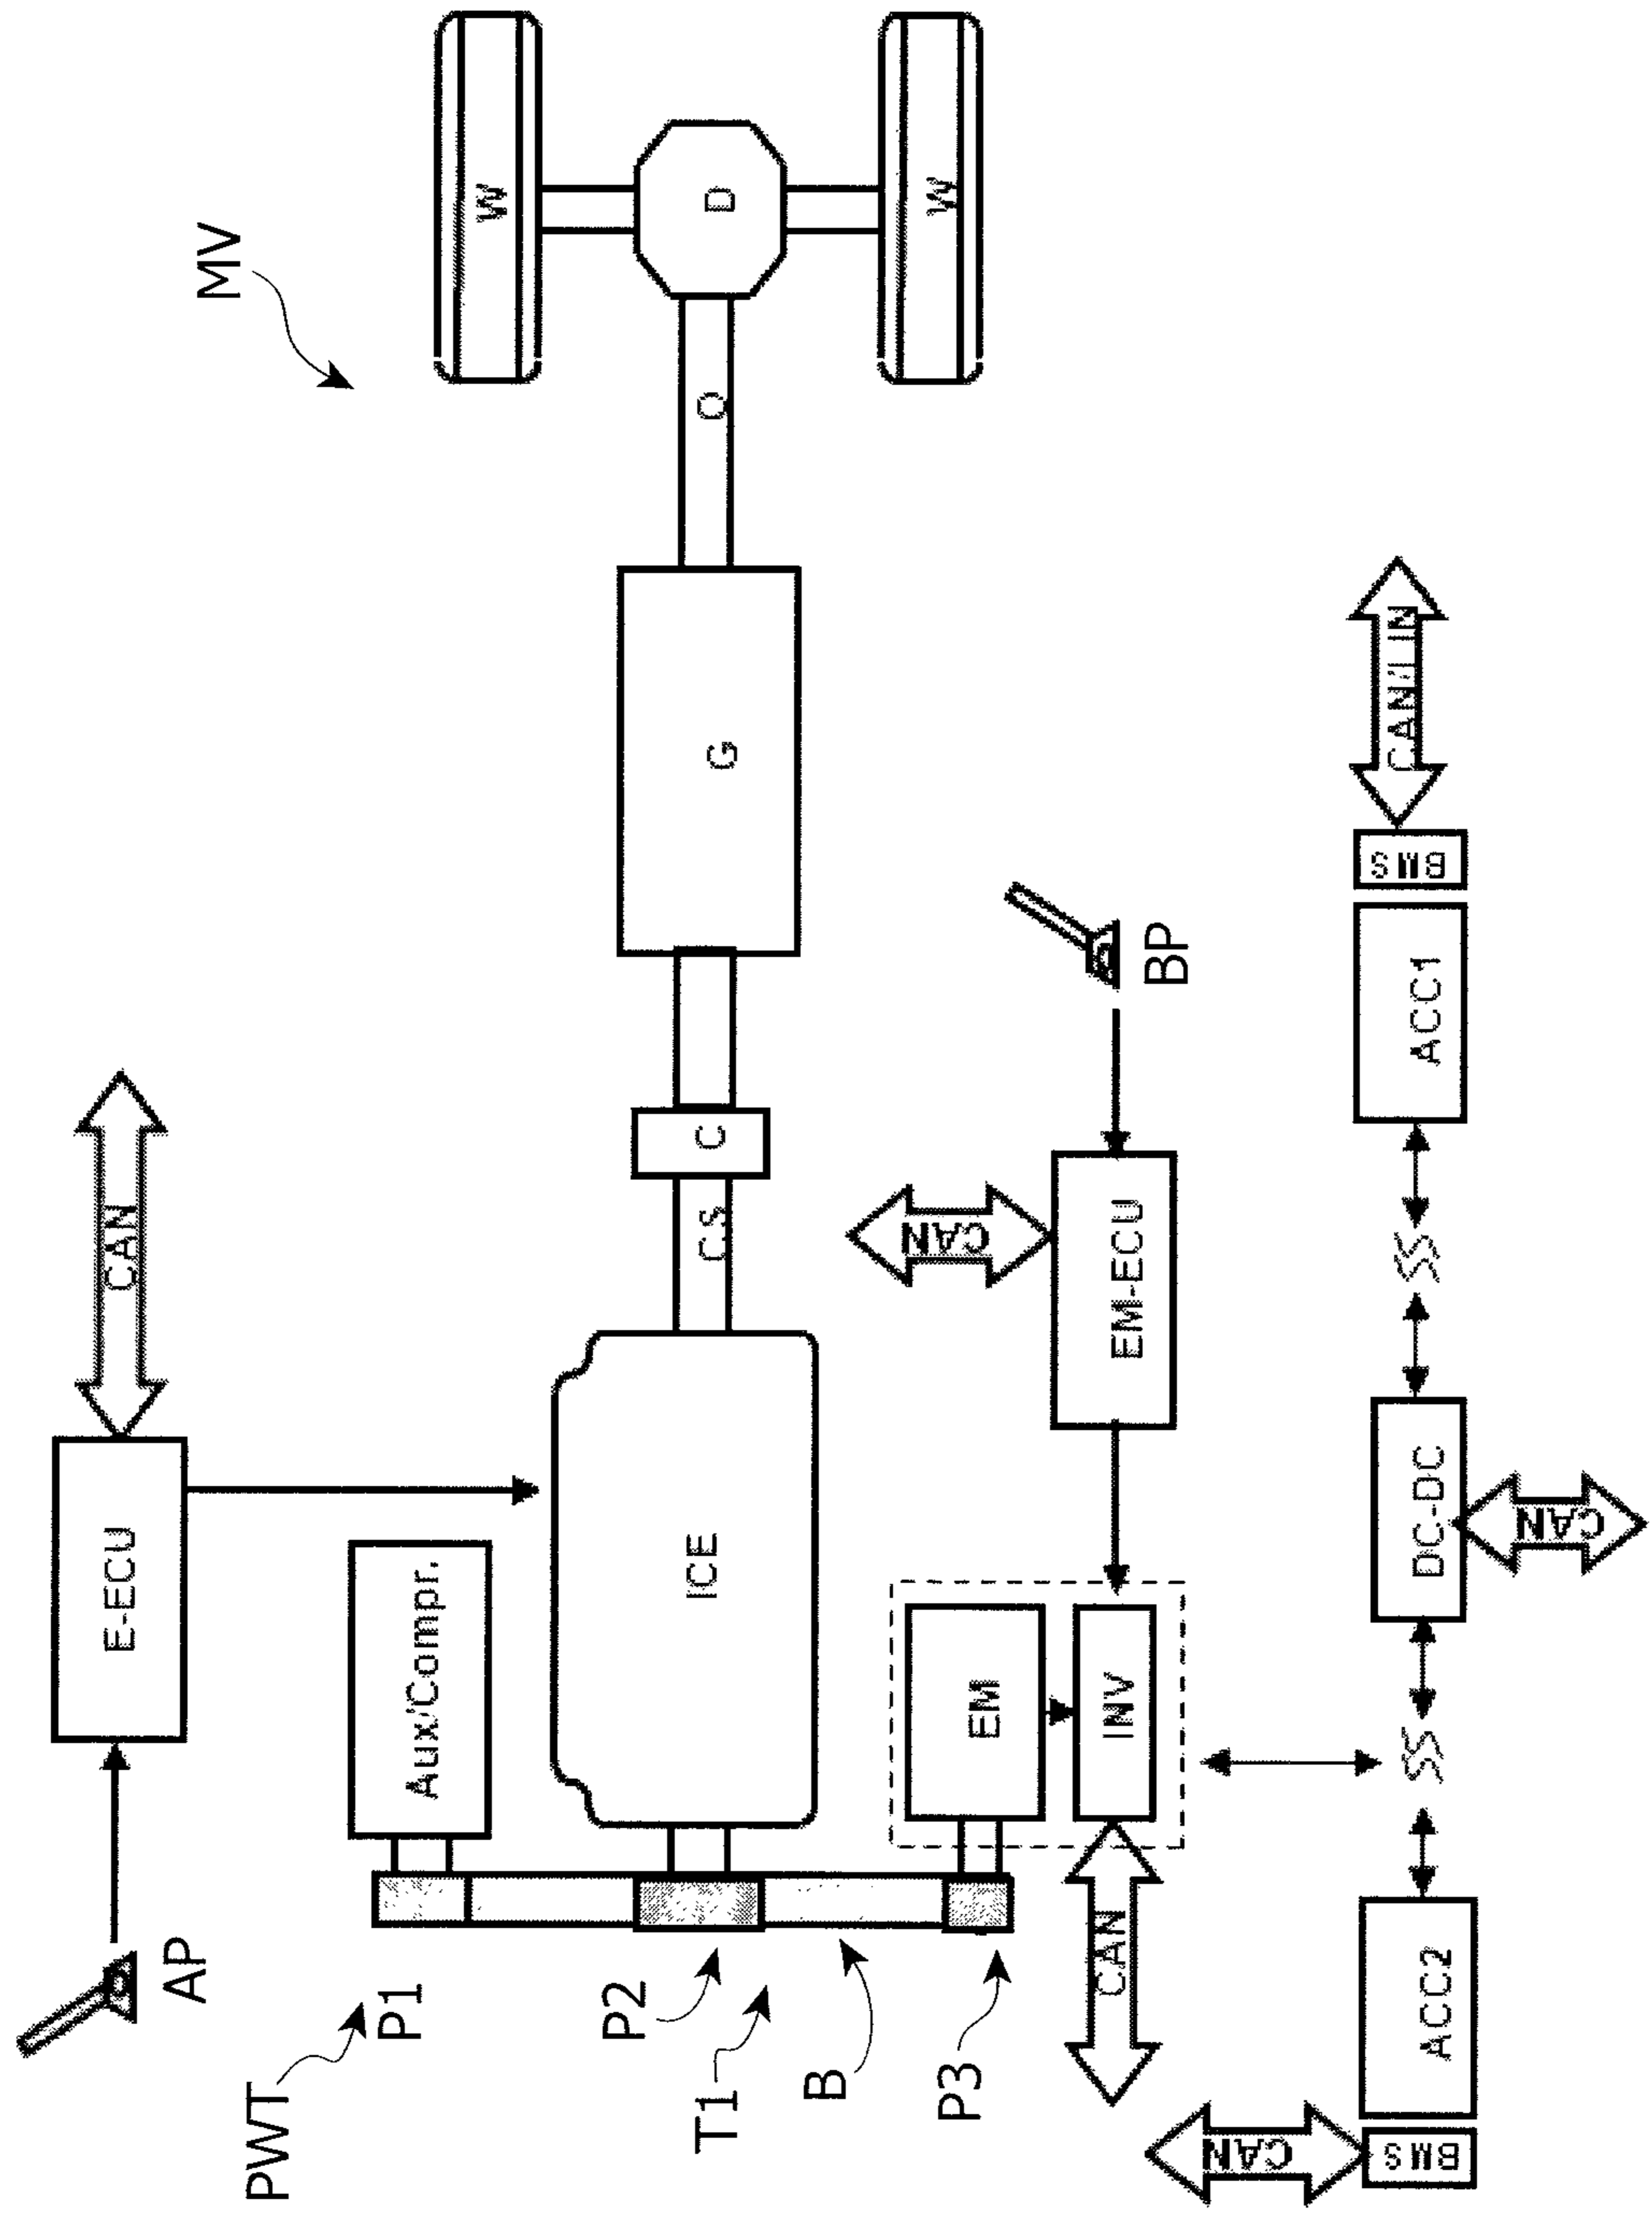 MV
W
D
W
O
G
C
CS
ICE
CAN
E-ECU
AP
Aux/Compr.
PWT
P1
P2
T1
B
P3
EM
INV
CAN
EM-ECU
CAN
BP
CAN/LIN
BMS
ACC1
DC-DC
CAN
ACC2
BMS
CAN